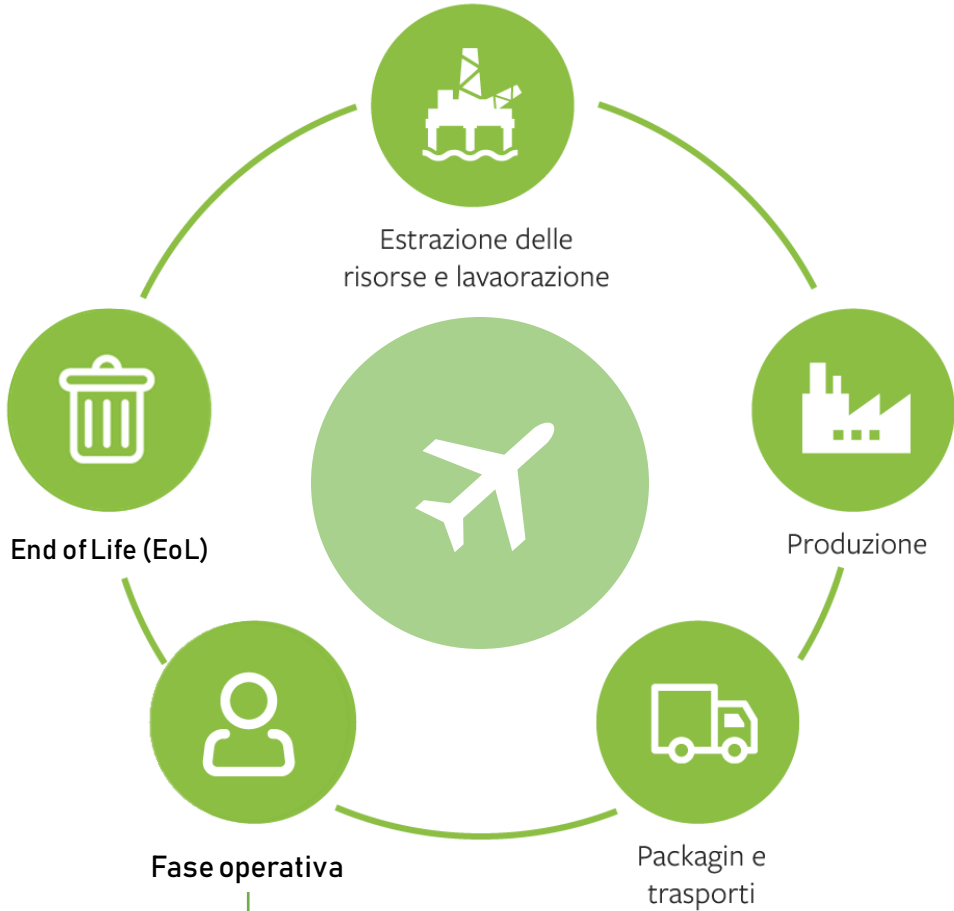 Estrazione delle
risorse e lavaorazione
End of Life (EoL)
Produzione
Fase operativa
Packagin e
trasporti